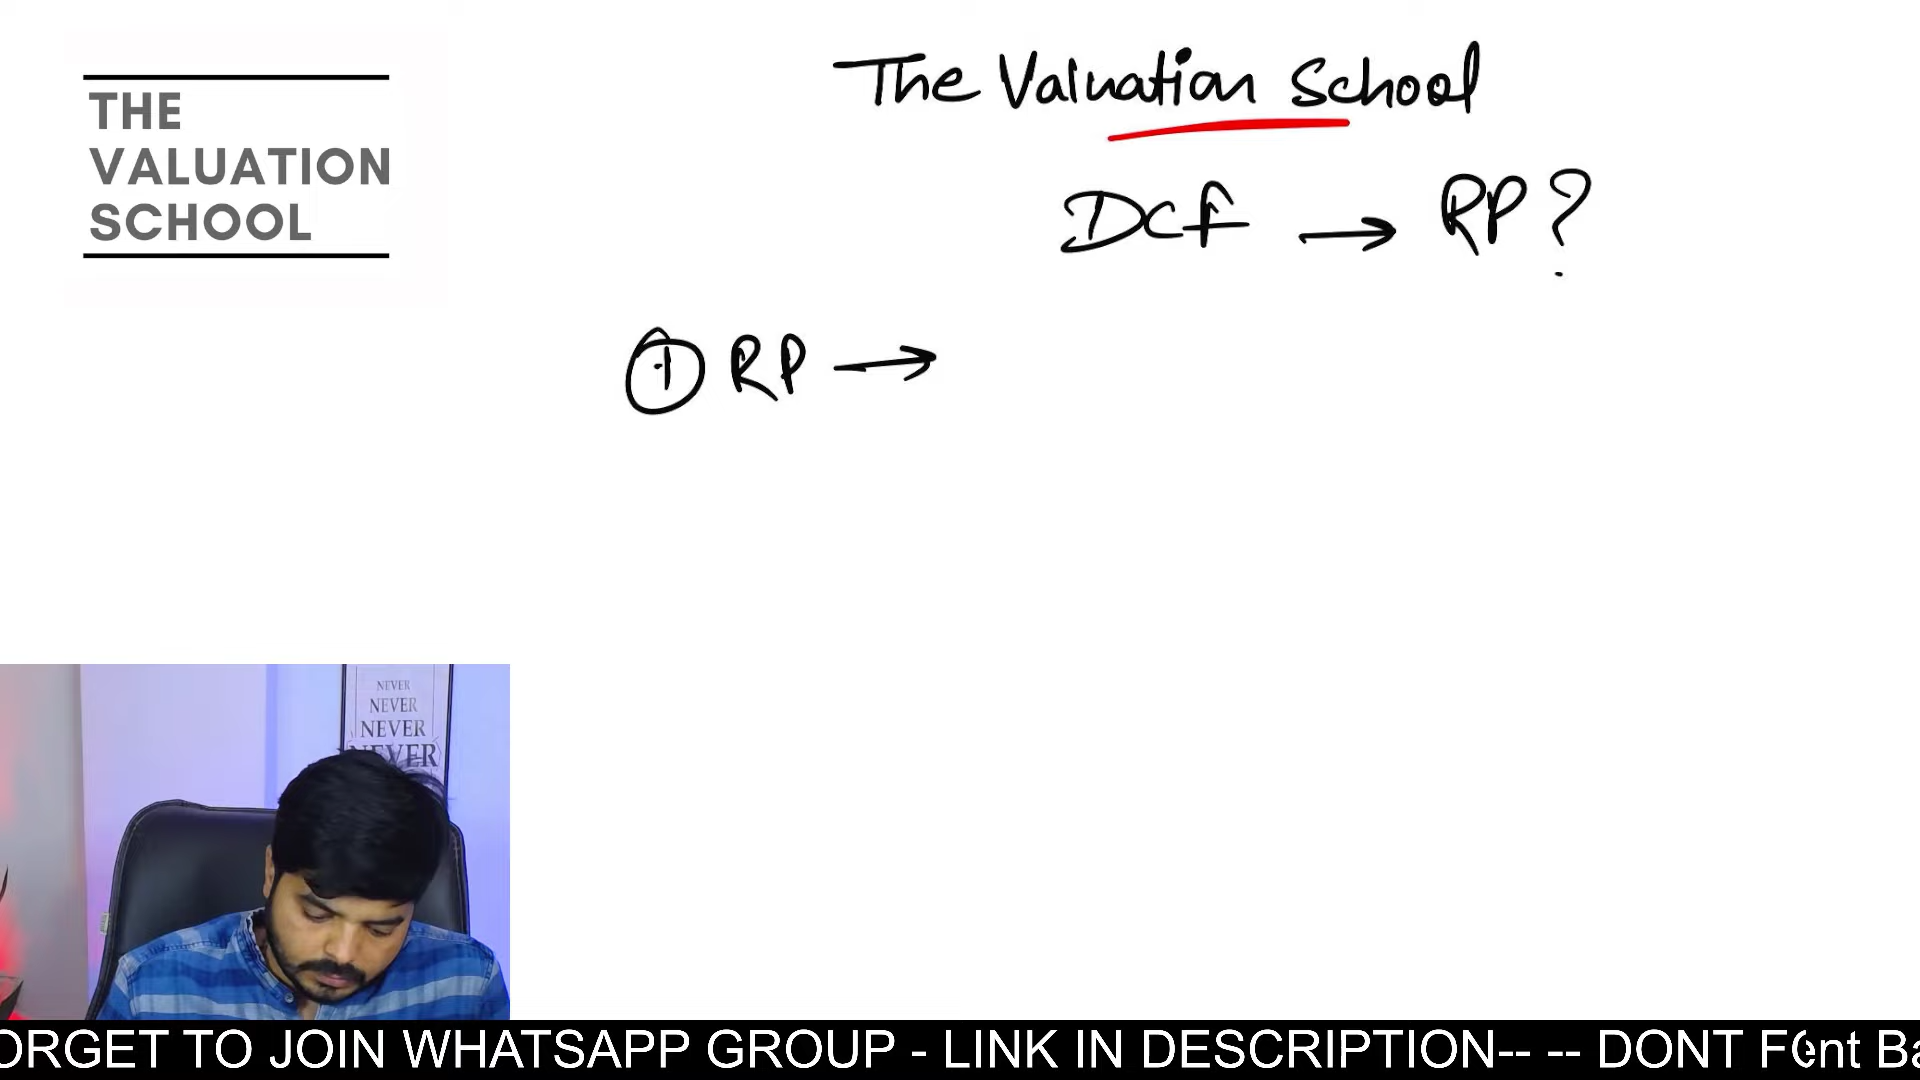 THE
VALUATION
SCHOOL
The Valuation School
DCF → RP?
① RP →
NEVER
NEVER
NEVER
NEVER
ORGET TO JOIN WHATSAPP GROUP - LINK IN DESCRIPTION-- -- DONT F